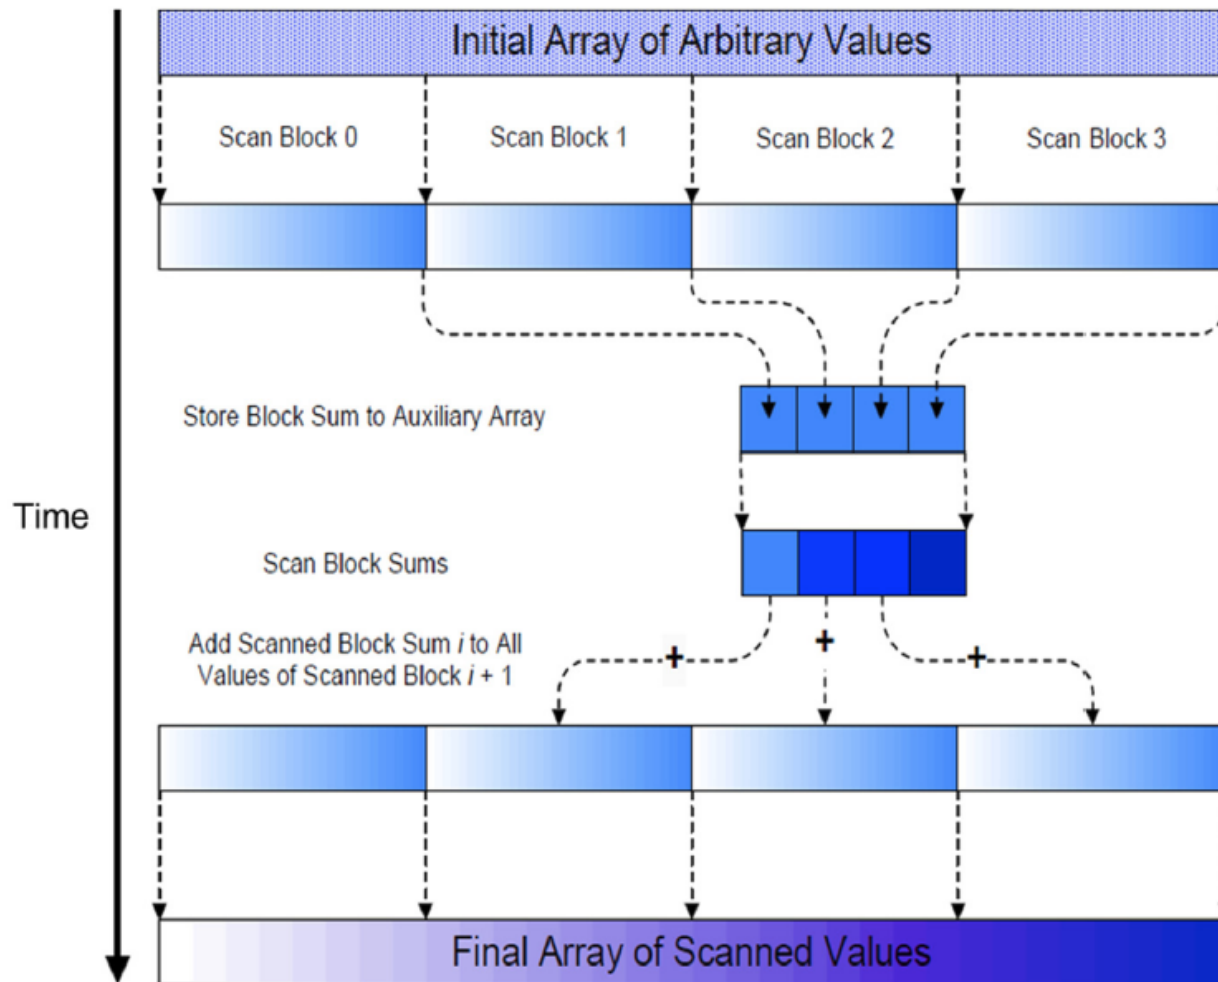 Initial Array of Arbitrary Values
Scan Block 0
Scan Block 1
Scan Block 2
Scan Block 3
Store Block Sum to Auxiliary Array
Time
Scan Block Sums
Add Scanned Block Sum i to All
Values of Scanned Block i + 1
+
+
+
Final Array of Scanned Values